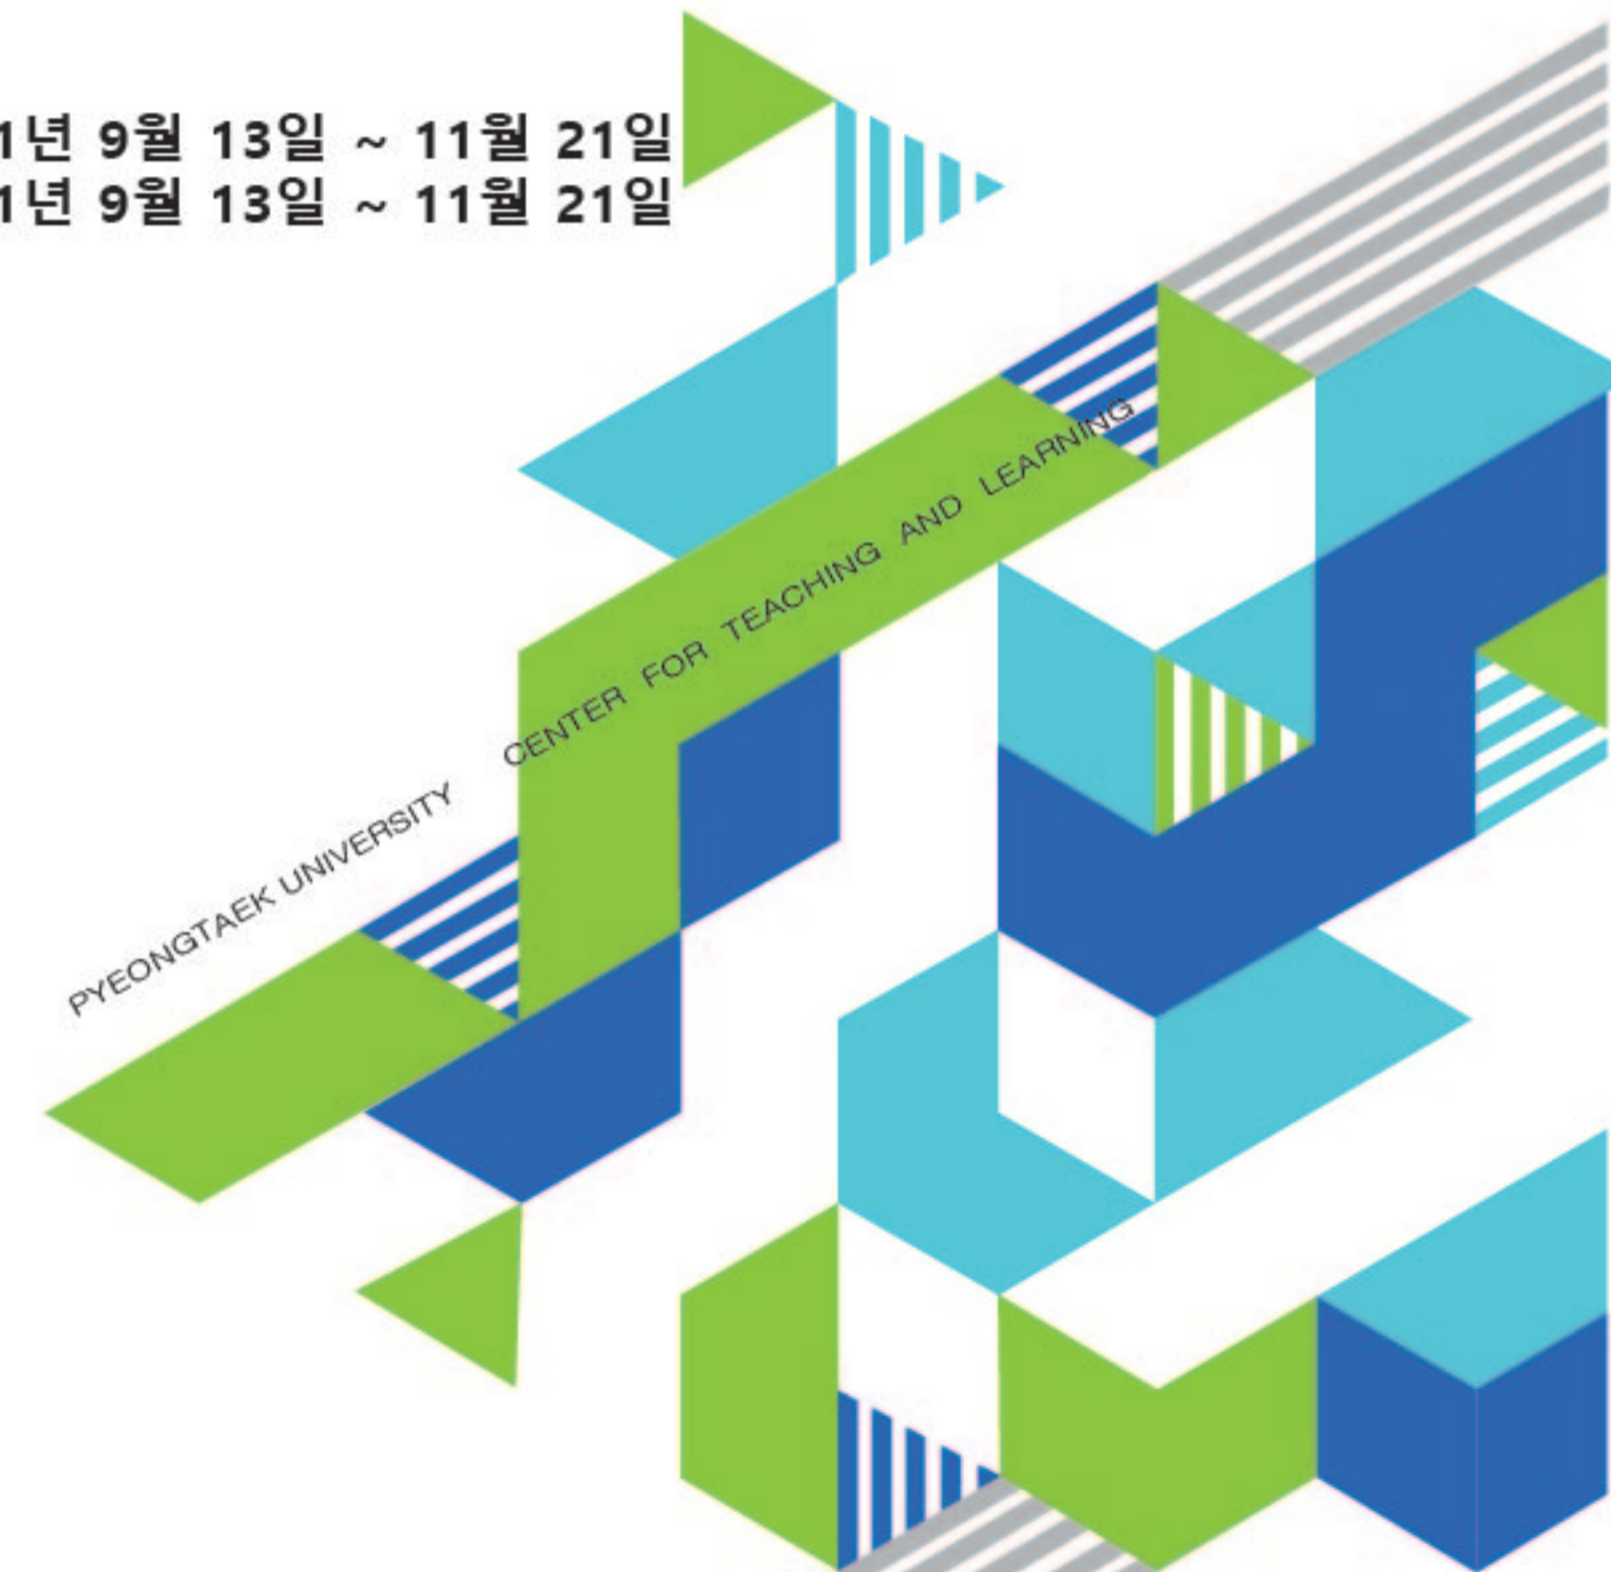 1년 9월 13일 ~ 11월 21일
1년 9월 13일 ~ 11월 21일
PYEONGTAEK UNIVERSITY CENTER FOR TEACHING AND LEARNING